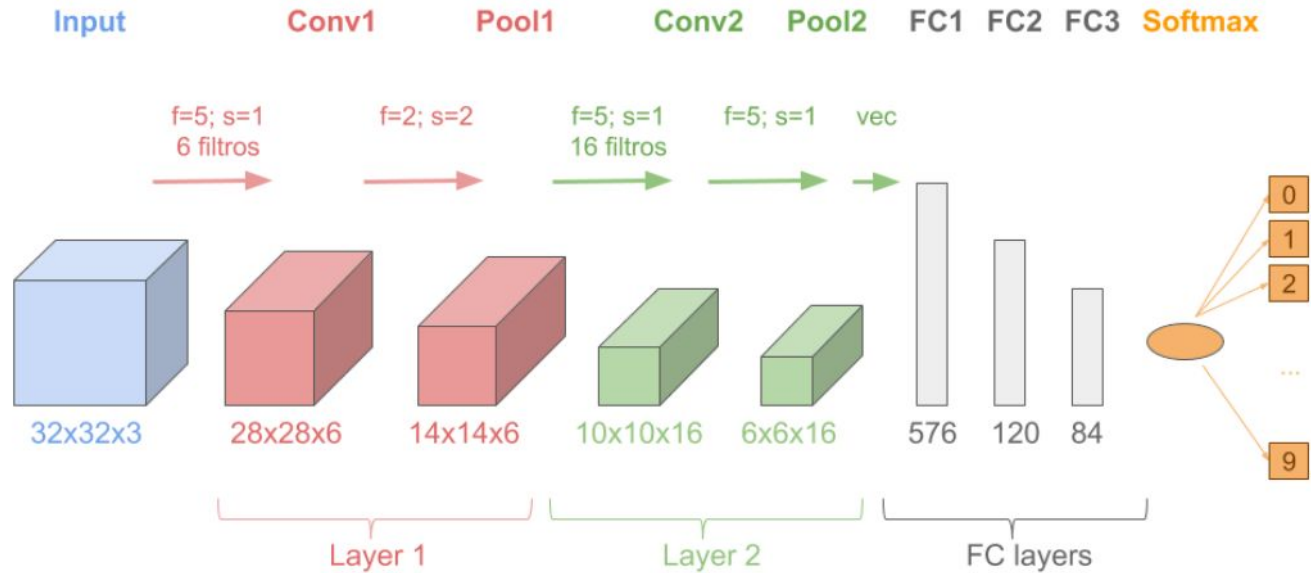 Input Conv1 Pool1 Conv2 Pool2 FC1 FC2 FC3 Softmax
f=5; s=1 f=2; s=2 f=5; s=1 f=5; s=1 vec
6 filtros 16 filtros
0
1
2
...
9
32x32x3 28x28x6 14x14x6 10x10x16 6x6x16 576 120 84
Layer 1 Layer 2 FC layers